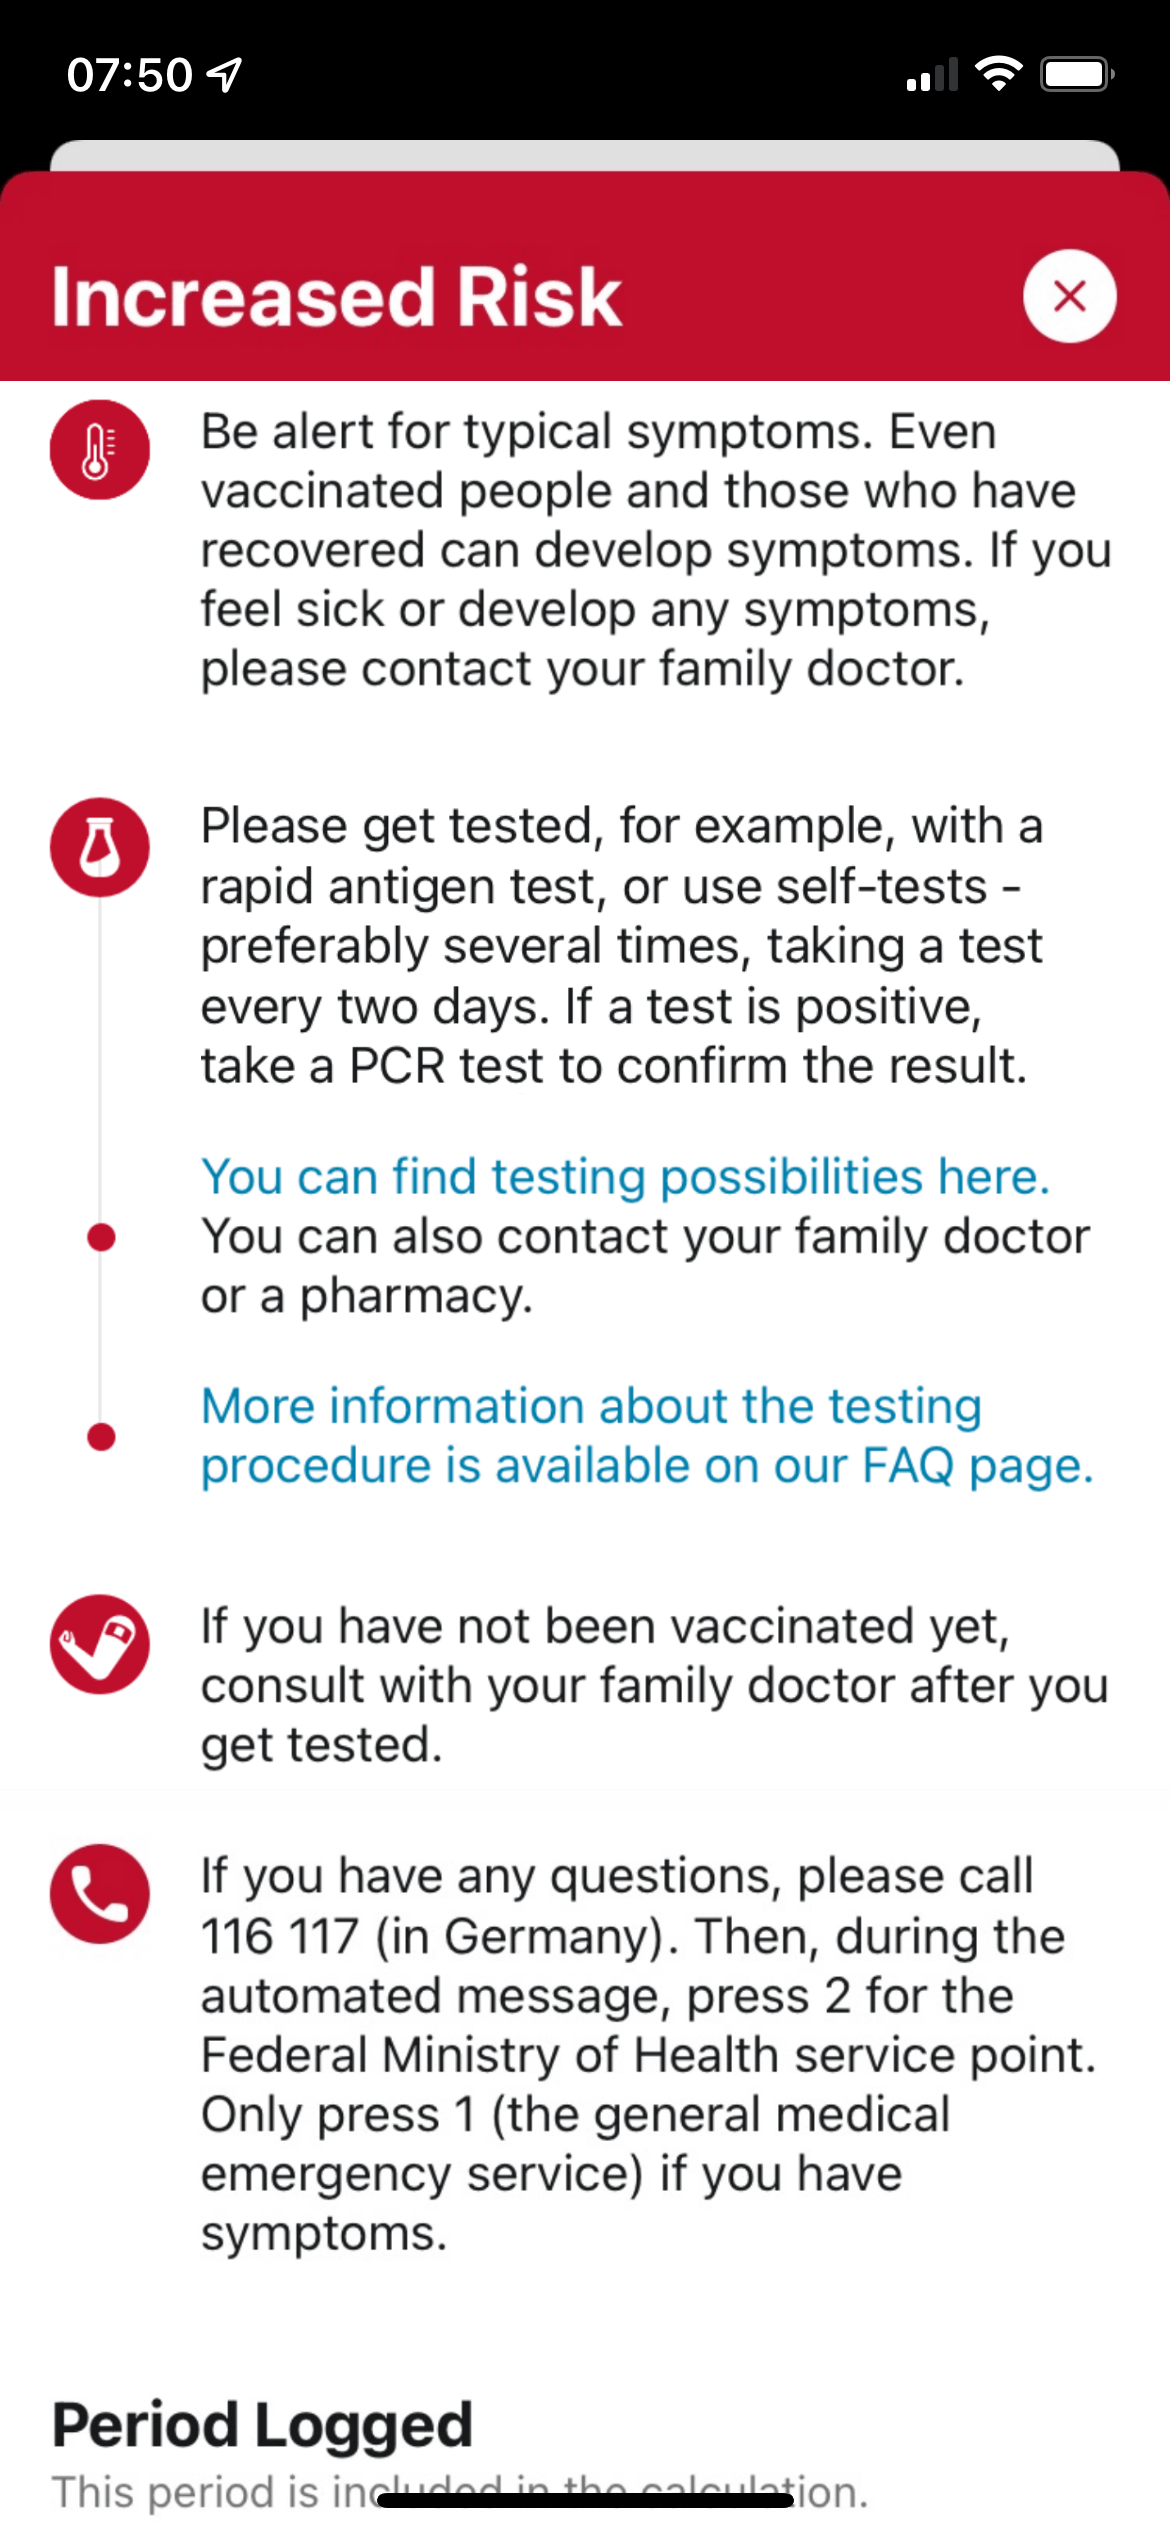 07:50
Increased Risk
Be alert for typical symptoms. Even
vaccinated people and those who have
recovered can develop symptoms. If you
feel sick or develop any symptoms,
please contact your family doctor.
Please get tested, for example, with a
rapid antigen test, or use self-tests -
preferably several times, taking a test
every two days. If a test is positive,
take a PCR test to confirm the result.
You can find testing possibilities here.
You can also contact your family doctor
or a pharmacy.
More information about the testing
procedure is available on our FAQ page.
If you have not been vaccinated yet,
consult with your family doctor after you
get tested.
If you have any questions, please call
116 117 (in Germany). Then, during the
automated message, press 2 for the
Federal Ministry of Health service point.
Only press 1 (the general medical
emergency service) if you have
symptoms.
Period Logged
This period is included in the calculation.